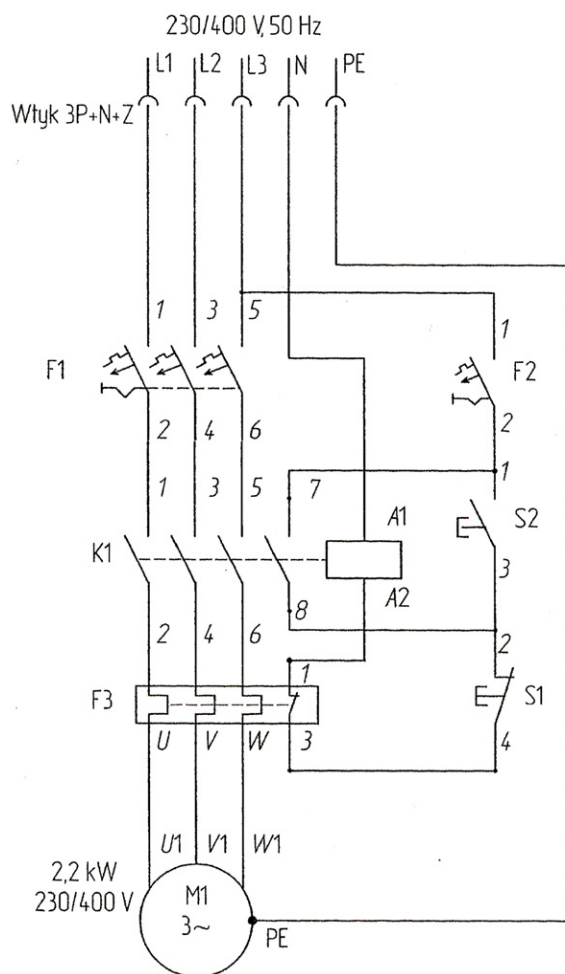 230/400 V, 50 Hz
L1 L2 L3 N PE
Wtyk 3P+N+Z
1 3 5 1
F1 F2
2 4 6 2
1 3 5 7 1
A1 S2
K1
A2 3
8
2 4 6 2
1
F3 S1
U V W 3 4
U1 V1 W1
2,2 kW
230/400 V
M1
3~
PE